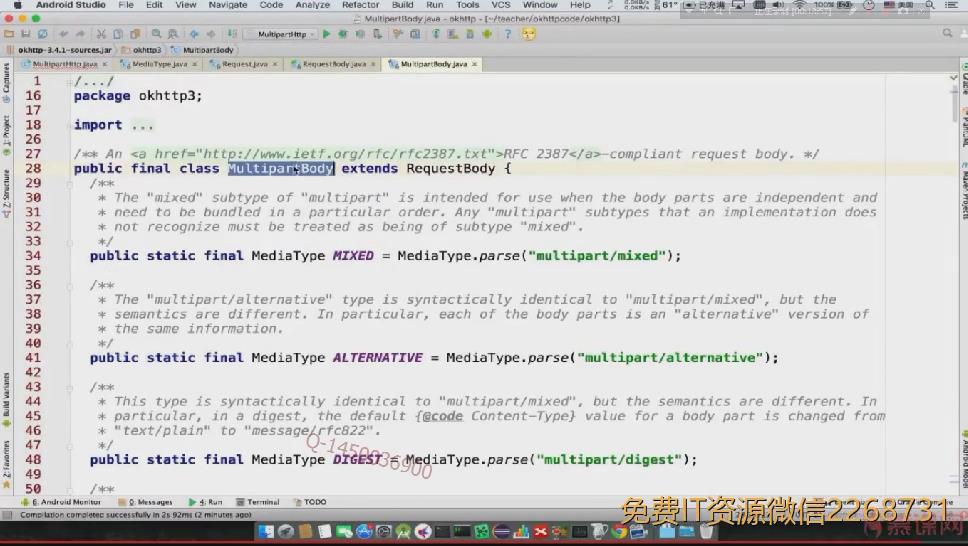 Android Studio File Edit View Navigate Code Analyze Refactor Build Run Tools VCS Window Help
MultipartBody.java - okhttp - [~/teacher/okhttpcode/okhttp3]
MultipartHttp
okhttp-3.4.1-sources.jar okhttp3 MultipartBody
MultipartHttp.java MediaType.java Request.java RequestBody.java MultipartBody.java
1 /.../
16 package okhttp3;
17
18 import ...
26
27 /** An <a href="http://www.ietf.org/rfc/rfc2387.txt">RFC 2387</a>-compliant request body. */
28 public final class MultipartBody extends RequestBody {
29 /**
30 * The "mixed" subtype of "multipart" is intended for use when the body parts are independent and
31 * need to be bundled in a particular order. Any "multipart" subtypes that an implementation does
32 * not recognize must be treated as being of subtype "mixed".
33 */
34 public static final MediaType MIXED = MediaType.parse("multipart/mixed");
35
36 /**
37 * The "multipart/alternative" type is syntactically identical to "multipart/mixed", but the
38 * semantics are different. In particular, each of the body parts is an "alternative" version of
39 * the same information.
40 */
41 public static final MediaType ALTERNATIVE = MediaType.parse("multipart/alternative");
42
43 /**
44 * This type is syntactically identical to "multipart/mixed", but the semantics are different. In
45 * particular, in a digest, the default {@code Content-Type} value for a body part is changed from
46 * "text/plain" to "message/rfc822".
47 */
48 public static final MediaType DIGEST = MediaType.parse("multipart/digest");
49
50 /**
Captures
1: Project
7: Structure
Build Variants
2: Favorites
Q-1450936900
6: Android Monitor 0: Messages 4: Run Terminal TODO
Compilation completed successfully in 2s 92ms (2 minutes ago)
免费IT资源微信2268731
慕课网